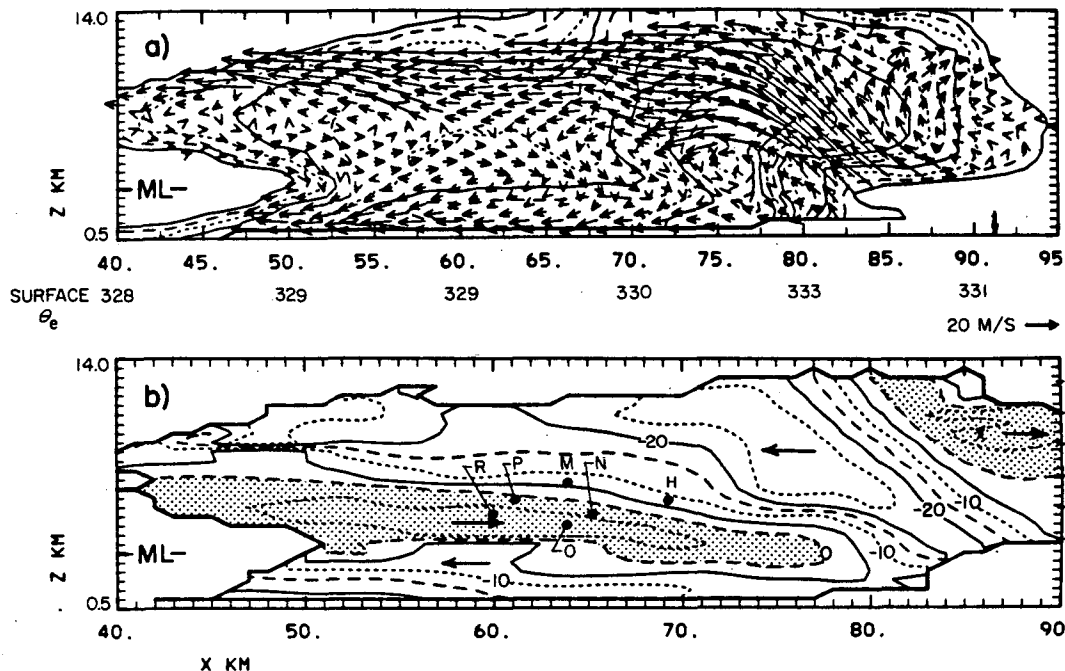 14.0
a)
Z KM
ML
0.5
40. 45. 50. 55. 60. 65. 70. 75. 80. 85. 90. 95
SURFACE 328 329 329 330 333 331
θe
20 M/S
14.0
b)
-20
R P M N H
-20 -10
Z KM
ML
O 0 -10
-10
0.5
40. 50. 60. 70. 80. 90
X KM